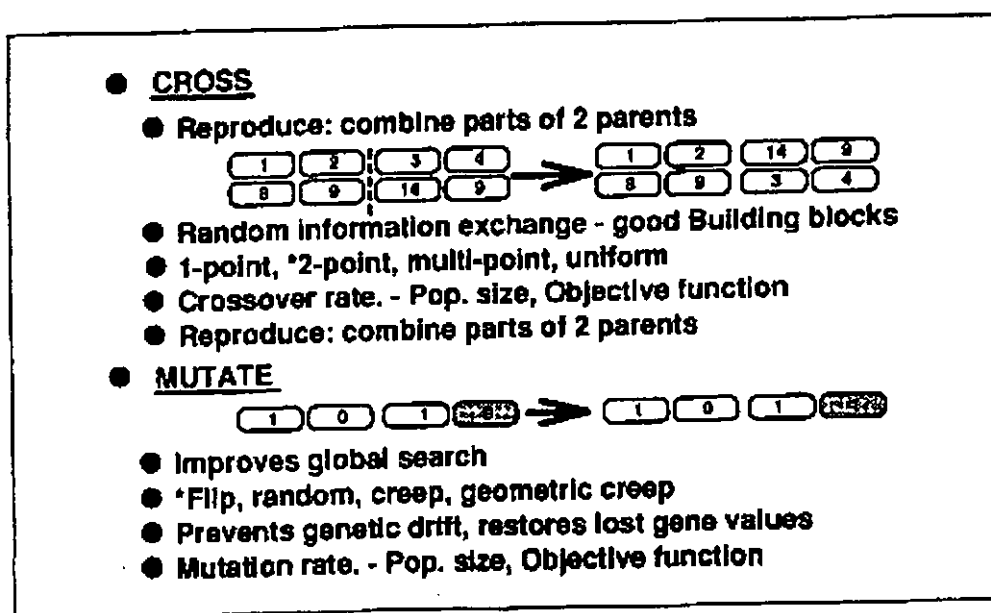 ● CROSS
● Reproduce: combine parts of 2 parents
1 2 3 4 1 2 14 9
8 9 14 9 8 9 3 4
● Random information exchange - good Building blocks
● 1-point, *2-point, multi-point, uniform
● Crossover rate. - Pop. size, Objective function
● Reproduce: combine parts of 2 parents
● MUTATE
1 0 1 1 0 1
● Improves global search
● *Flip, random, creep, geometric creep
● Prevents genetic drift, restores lost gene values
● Mutation rate. - Pop. size, Objective function